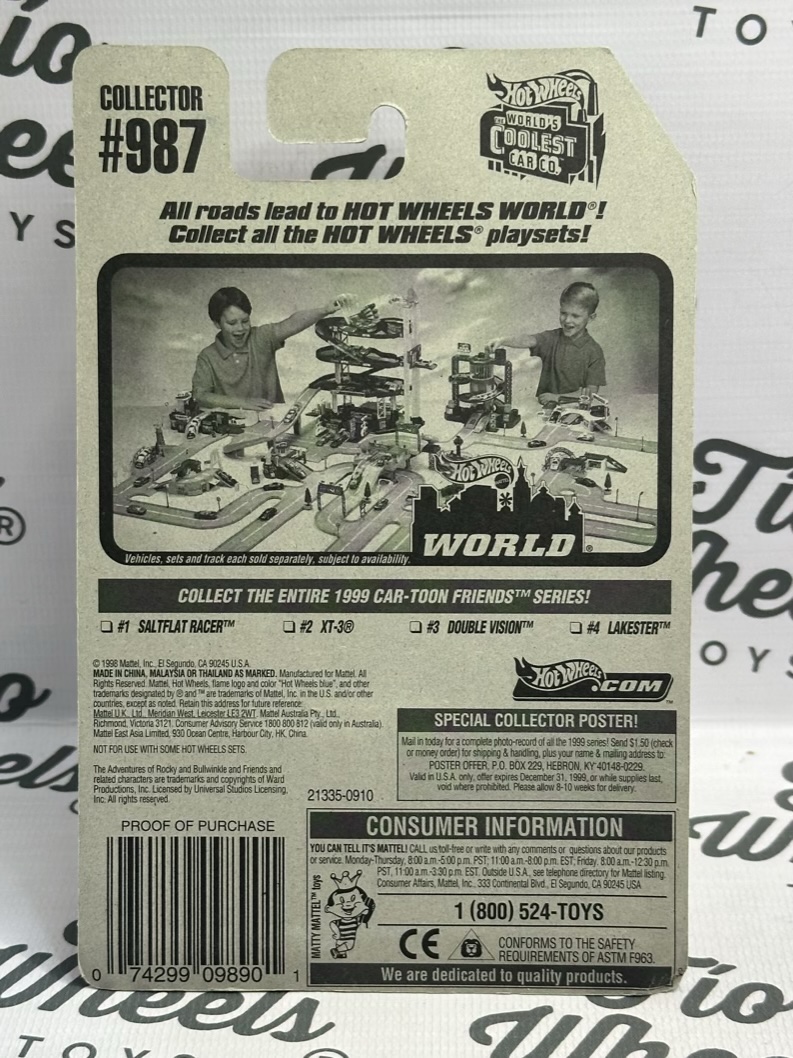 TOY
COLLECTOR
#987
HOT WHEELS
THE WORLD'S
COOLEST
CAR CO.
All roads lead to HOT WHEELS WORLD®!
Collect all the HOT WHEELS® playsets!
HOT WHEELS
WORLD®
Vehicles, sets and track each sold separately, subject to availability.
COLLECT THE ENTIRE 1999 CAR-TOON FRIENDS™ SERIES!
❏ #1 SALTFLAT RACER™ ❏ #2 XT-3® ❏ #3 DOUBLE VISION™ ❏ #4 LAKESTER™
© 1998 Mattel, Inc., El Segundo, CA 90245 U.S.A.
MADE IN CHINA, MALAYSIA OR THAILAND AS MARKED. Manufactured for Mattel. All
Rights Reserved. Mattel, Hot Wheels, flame logo and color "Hot Wheels blue", and other
trademarks designated by ® and ™ are trademarks of Mattel, Inc. in the U.S. and/or other
countries, except as noted. Retain this address for future reference:
Mattel U.K., Ltd., Meridian West, Leicester LE3 2WT. Mattel Australia Pty., Ltd.,
Richmond, Victoria 3121. Consumer Advisory Service 1800 800 812 (valid only in Australia).
Mattel East Asia Limited, 930 Ocean Centre, Harbour City, HK, China.
NOT FOR USE WITH SOME HOT WHEELS SETS.
The Adventures of Rocky and Bullwinkle and Friends and
related characters are trademarks and copyrights of Ward
Productions, Inc. Licensed by Universal Studios Licensing,
Inc. All rights reserved.
21335-0910
HOT WHEELS.COM™
SPECIAL COLLECTOR POSTER!
Mail in today for a complete photo-record of all the 1999 series! Send $1.50 (check
or money order) for shipping & handling, plus your name & mailing address to:
POSTER OFFER, P.O. BOX 229, HEBRON, KY 40148-0229.
Valid in U.S.A. only; offer expires December 31, 1999, or while supplies last,
void where prohibited. Please allow 8-10 weeks for delivery.
PROOF OF PURCHASE
0 74299 09890 1
CONSUMER INFORMATION
YOU CAN TELL IT'S MATTEL! CALL us toll-free or write with any comments or questions about our products
or service. Monday-Thursday, 8:00 a.m.-5:00 p.m. PST; 11:00 a.m.-8:00 p.m. EST; Friday, 8:00 a.m.-12:30 p.m.
PST, 11:00 a.m.-3:30 p.m. EST. Outside U.S.A., see telephone directory for Mattel listing.
Consumer Affairs, Mattel, Inc., 333 Continental Blvd., El Segundo, CA 90245 USA
MATTY MATTEL™ toys
1 (800) 524-TOYS
CE
CONFORMS TO THE SAFETY
REQUIREMENTS OF ASTM F963.
We are dedicated to quality products.
Wheels
TOYS ®